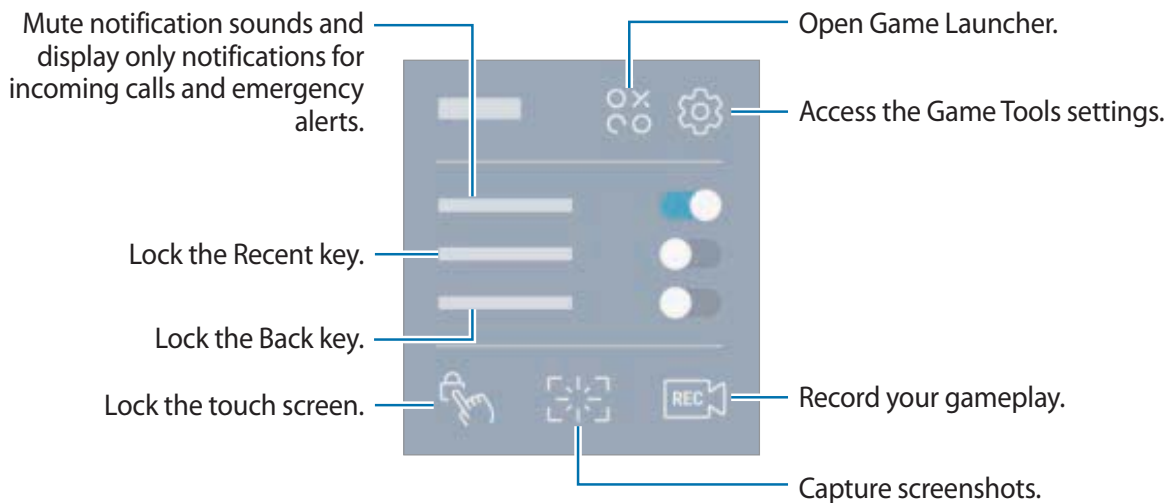 Mute notification sounds and
display only notifications for
incoming calls and emergency
alerts.
Open Game Launcher.
Access the Game Tools settings.
Lock the Recent key.
Lock the Back key.
Lock the touch screen.
REC
Record your gameplay.
Capture screenshots.